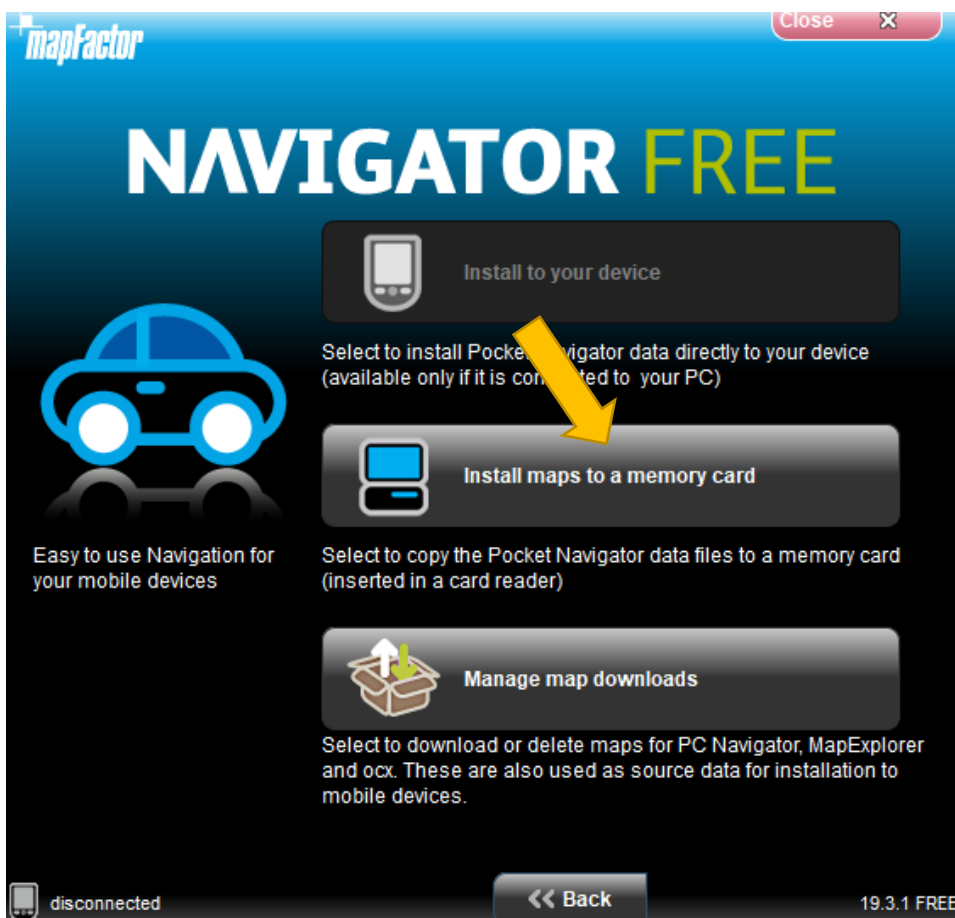 Close X
mapFactor
NAVIGATOR FREE
Install to your device
Select to install Pocket vigator data directly to your device
(available only if it is con ted to your PC)
Install maps to a memory card
Easy to use Navigation for
your mobile devices
Select to copy the Pocket Navigator data files to a memory card
(inserted in a card reader)
Manage map downloads
Select to download or delete maps for PC Navigator, MapExplorer
and ocx. These are also used as source data for installation to
mobile devices.
disconnected
<< Back
19.3.1 FREE